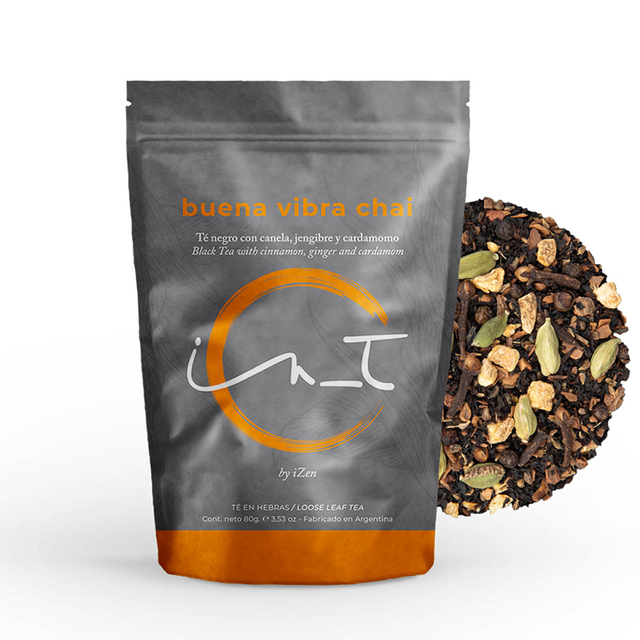 buena vibra chai
Té negro con canela, jengibre y cardamomo
Black Tea with cinnamon, ginger and cardamom
in_T
by iZen
TÉ EN HEBRAS / LOOSE LEAF TEA
Cont. neto 80g. ℮ 3,53 oz - Fabricado en Argentina